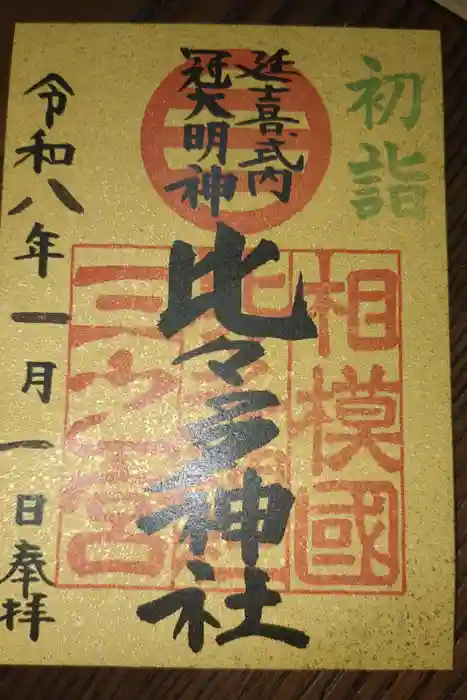 初詣
延喜式内
冠大明神
比々多神社
相模國
三之宮
令和八年一月一日奉拝